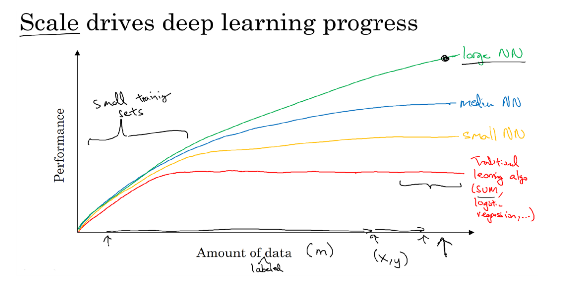 Scale drives deep learning progress
large NN
medium NN
small NN
small training
sets
Performance
Traditional
learning algo
(SVM,
logistic
regression,...)
Amount of data (m)
labeled
(x,y)